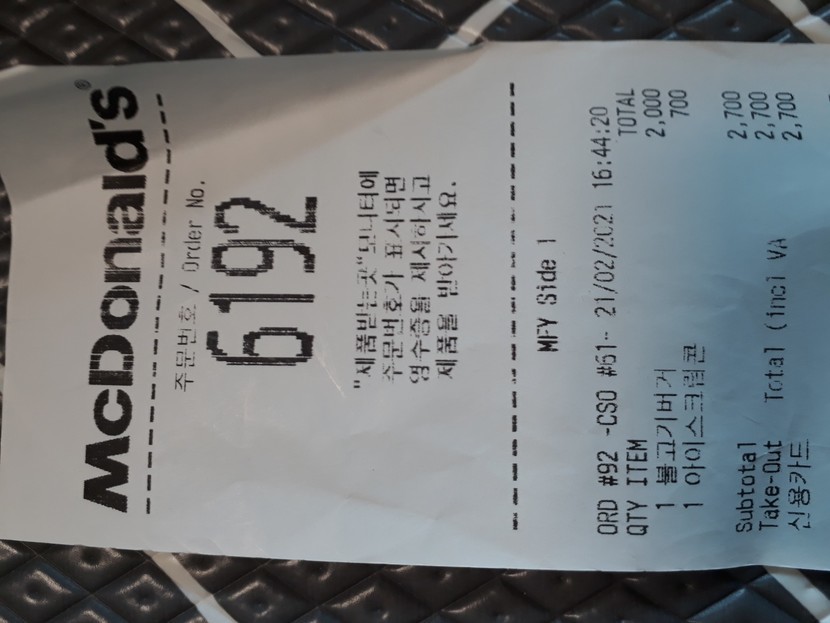 McDonald's®
주문번호 / Order No.
6192
"제품받는곳"모니터에
주문번호가 표시되면
영수증을 제시하시고
제품을 받아가세요.
MFY Side 1
ORD #92 -CSO #61- 21/02/2021 16:44:20
QTY ITEM TOTAL
1 불고기버거 2,000
1 아이스크림콘 700
Subtotal 2,700
Take-Out Total (incl VA 2,700
신용카드 2,700